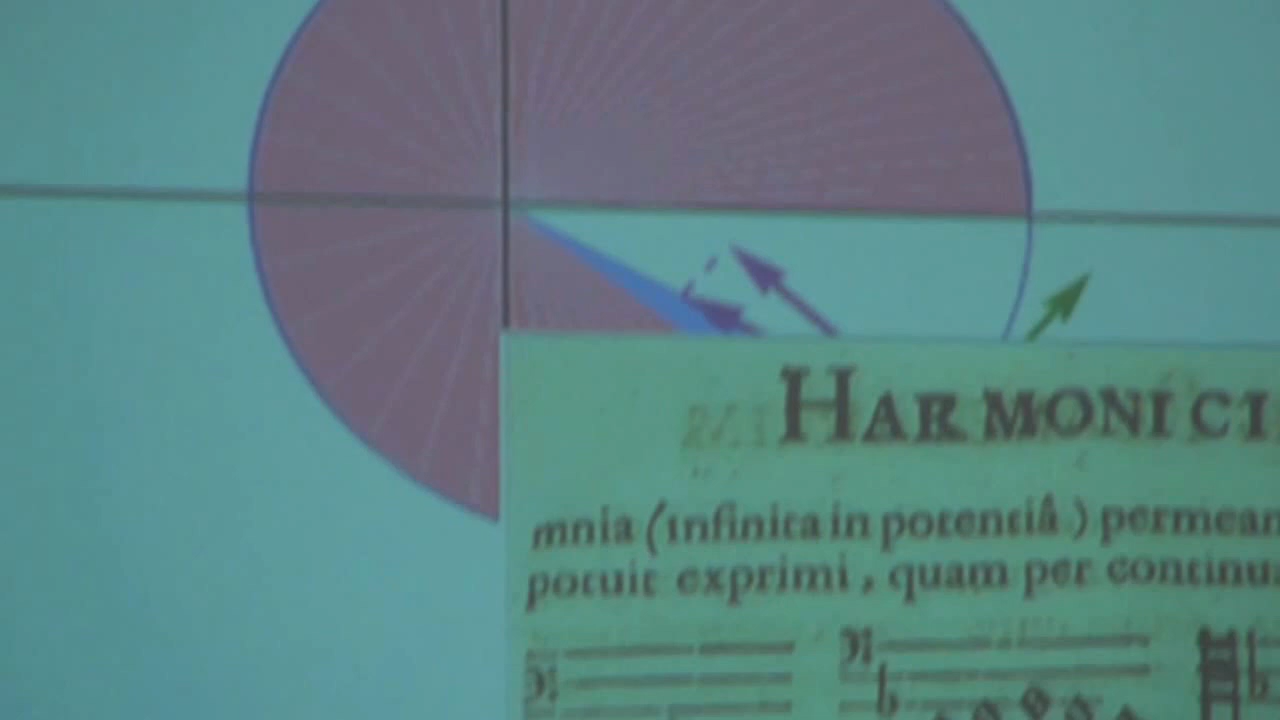 HARMONICI
mnia (infinita in potentiâ) permean
potuit exprimi, quam per continu